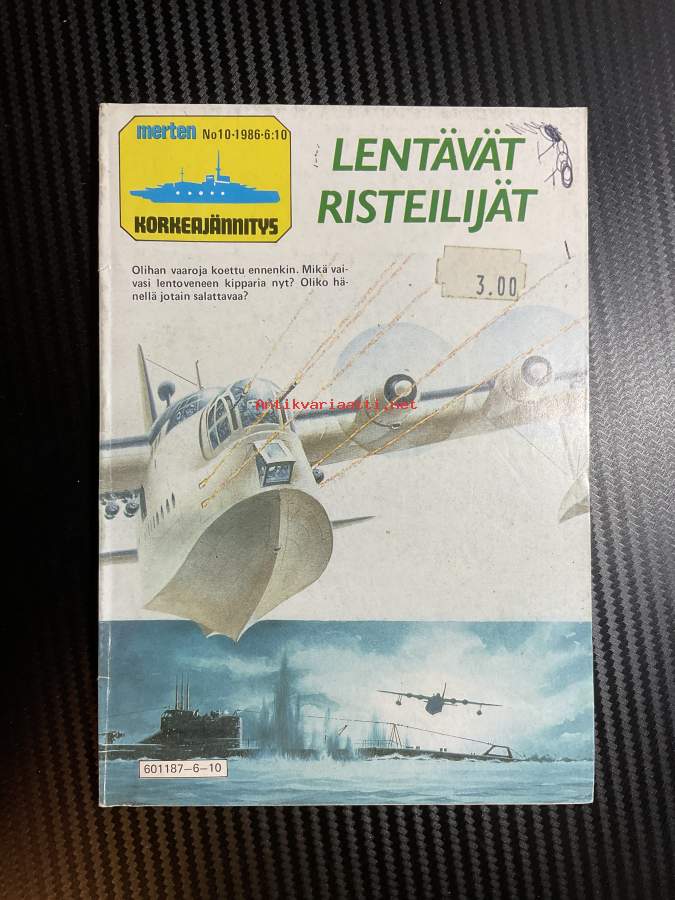 merten No10-1986-6:10
KORKEAJÄNNITYS
LENTÄVÄT
RISTEILIJÄT
3.00
Olihan vaaroja koettu ennenkin. Mikä vai-
vasi lentoveneen kipparia nyt? Oliko hä-
nellä jotain salattavaa?
Antikvariaatti.net
601187-6-10